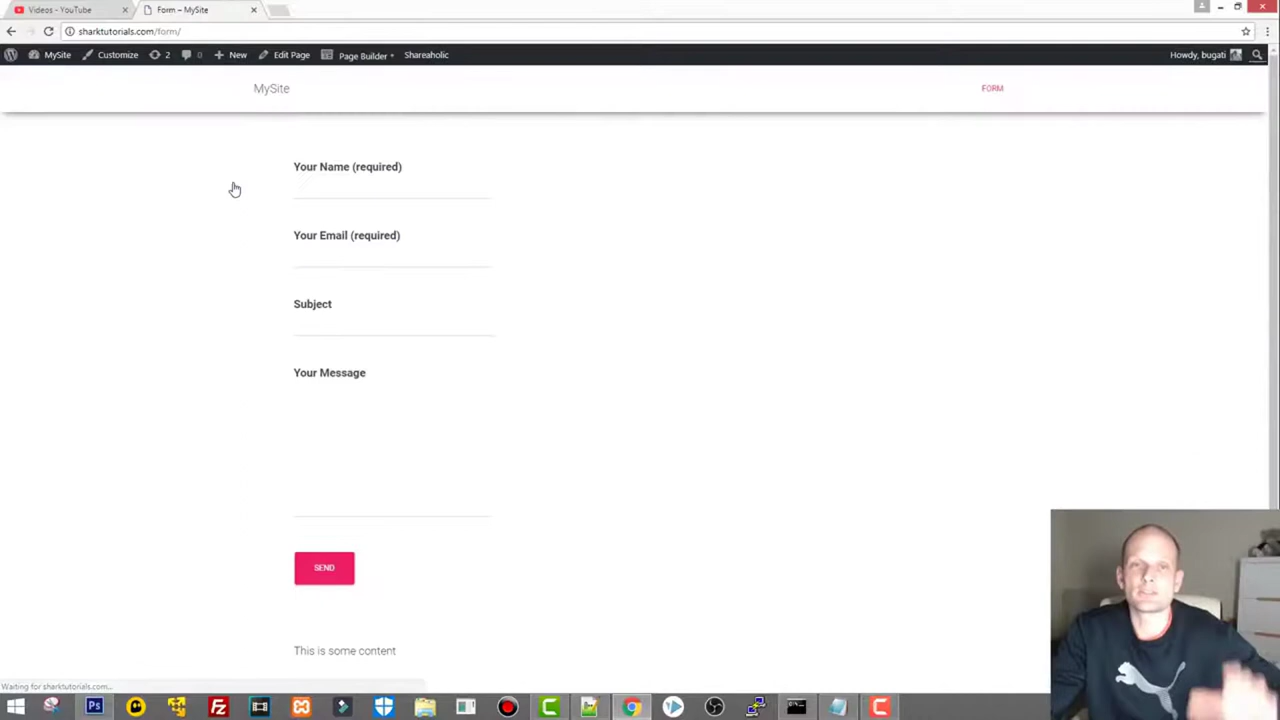 Videos - YouTube
Form – MySite
sharktutorials.com/form/
MySite
Customize
2
0
New
Edit Page
Page Builder
Shareaholic
Howdy, bugati
MySite
FORM
Your Name (required)
Your Email (required)
Subject
Your Message
SEND
This is some content
Waiting for sharktutorials.com...
Ps
Fz